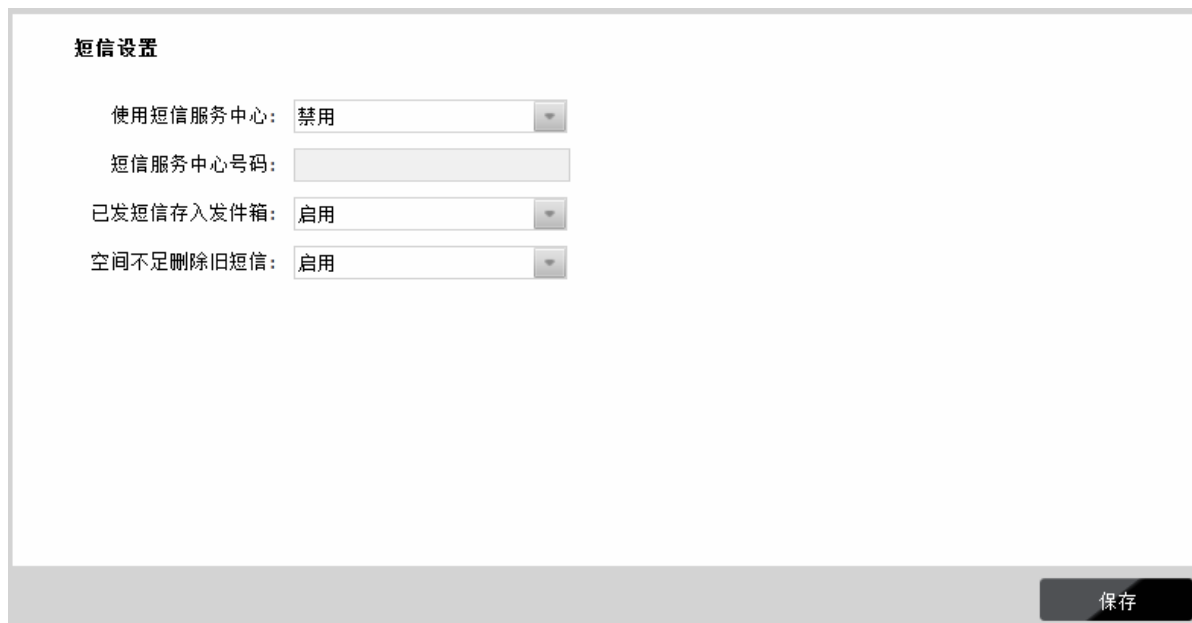 短信设置
使用短信服务中心： 禁用
短信服务中心号码：
已发短信存入发件箱： 启用
空间不足删除旧短信： 启用
保存